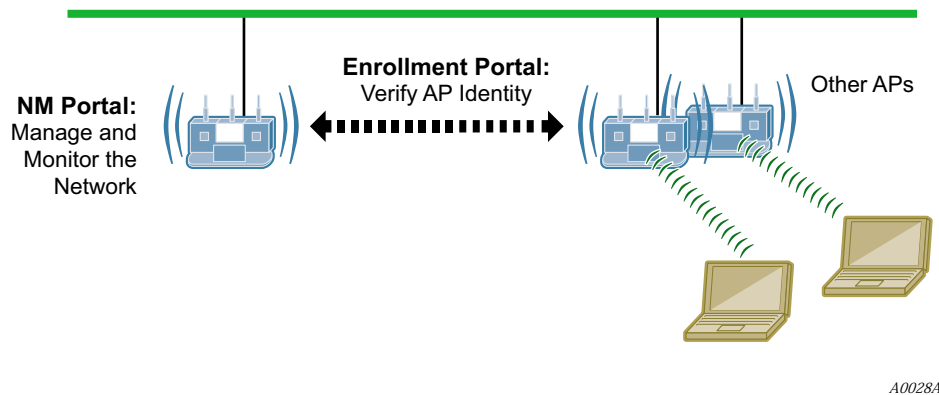 NM Portal:
Manage and
Monitor the
Network
Enrollment Portal:
Verify AP Identity
Other APs
A0028A